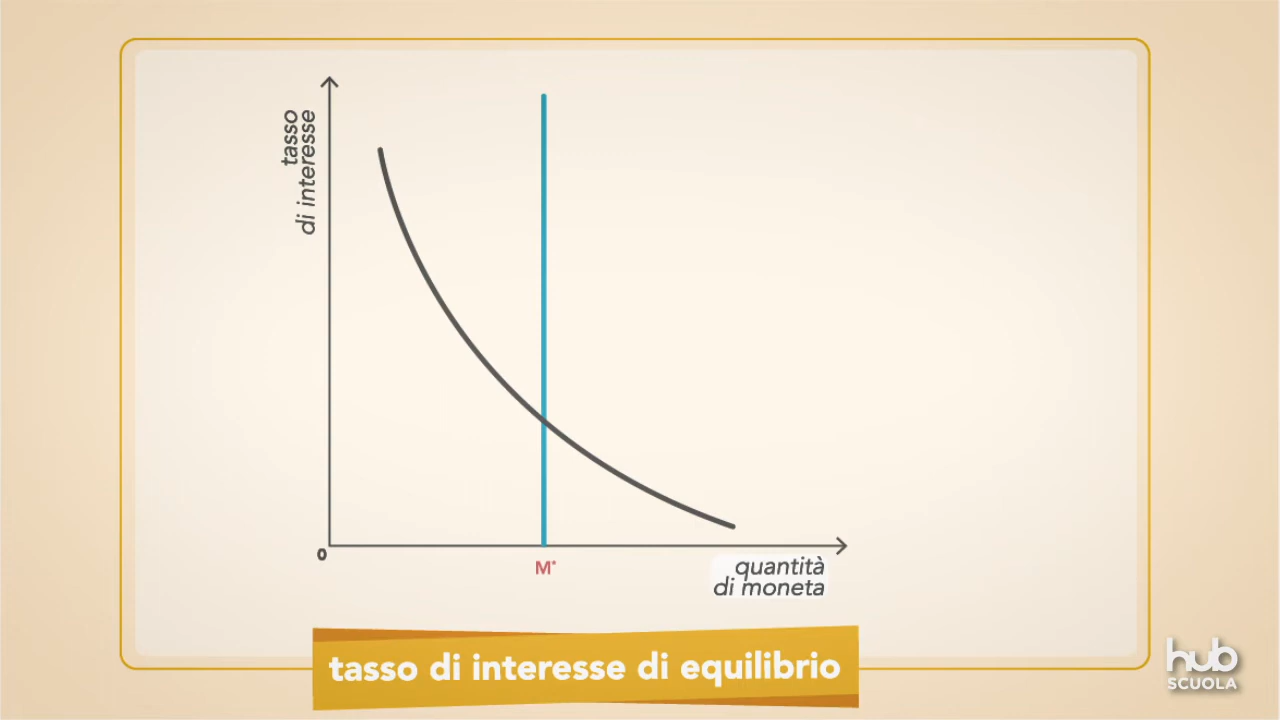 tasso
di interesse
0
M*
quantità
di moneta
tasso di interesse di equilibrio
hub
SCUOLA